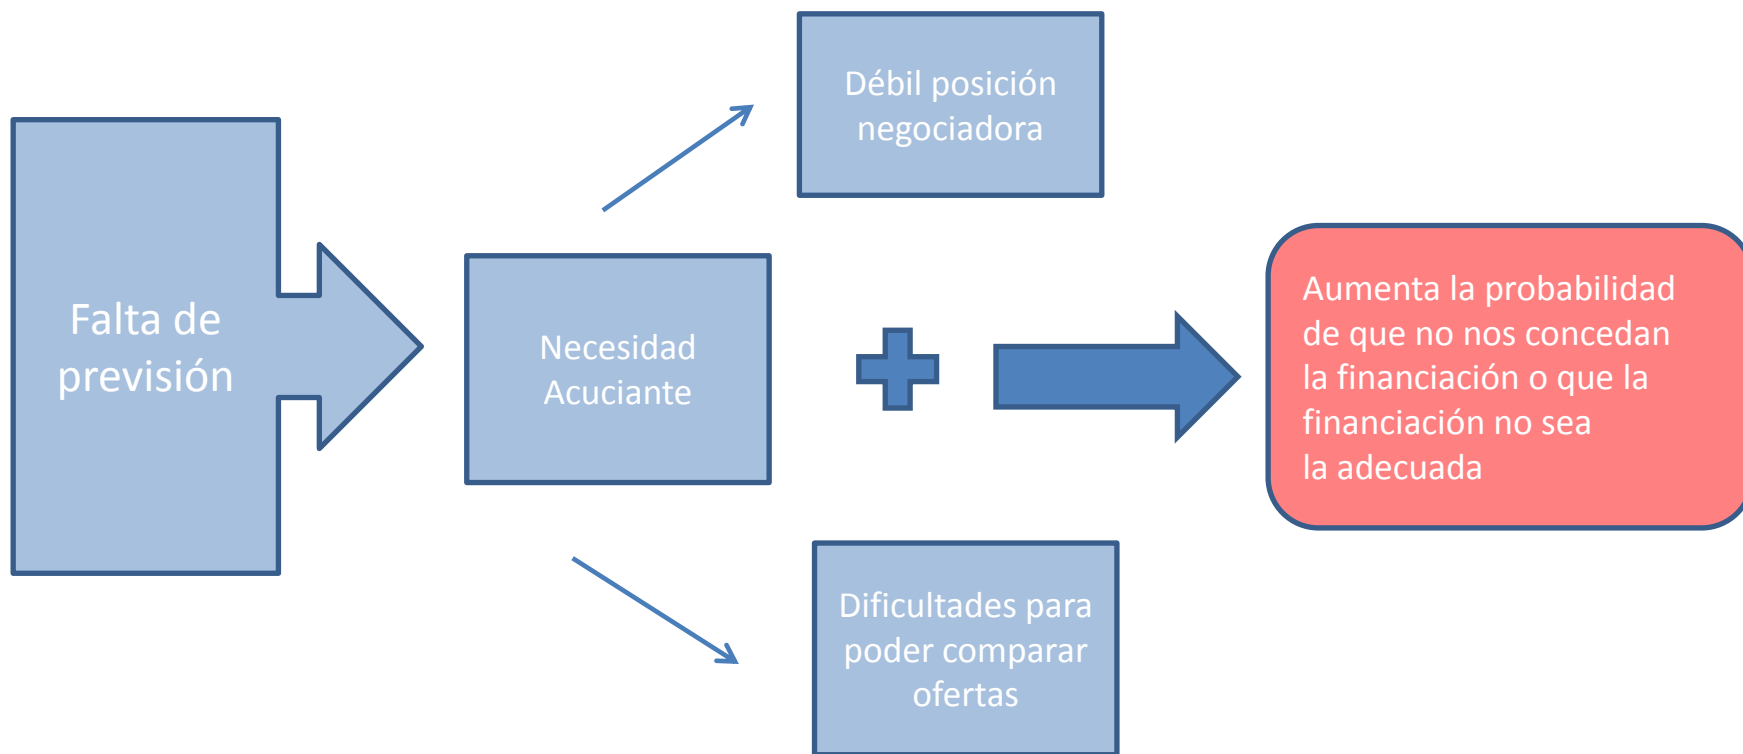 Falta de
previsión
Necesidad
Acuciante
Débil posición
negociadora
Dificultades para
poder comparar
ofertas
Aumenta la probabilidad
de que no nos concedan
la financiación o que la
financiación no sea
la adecuada